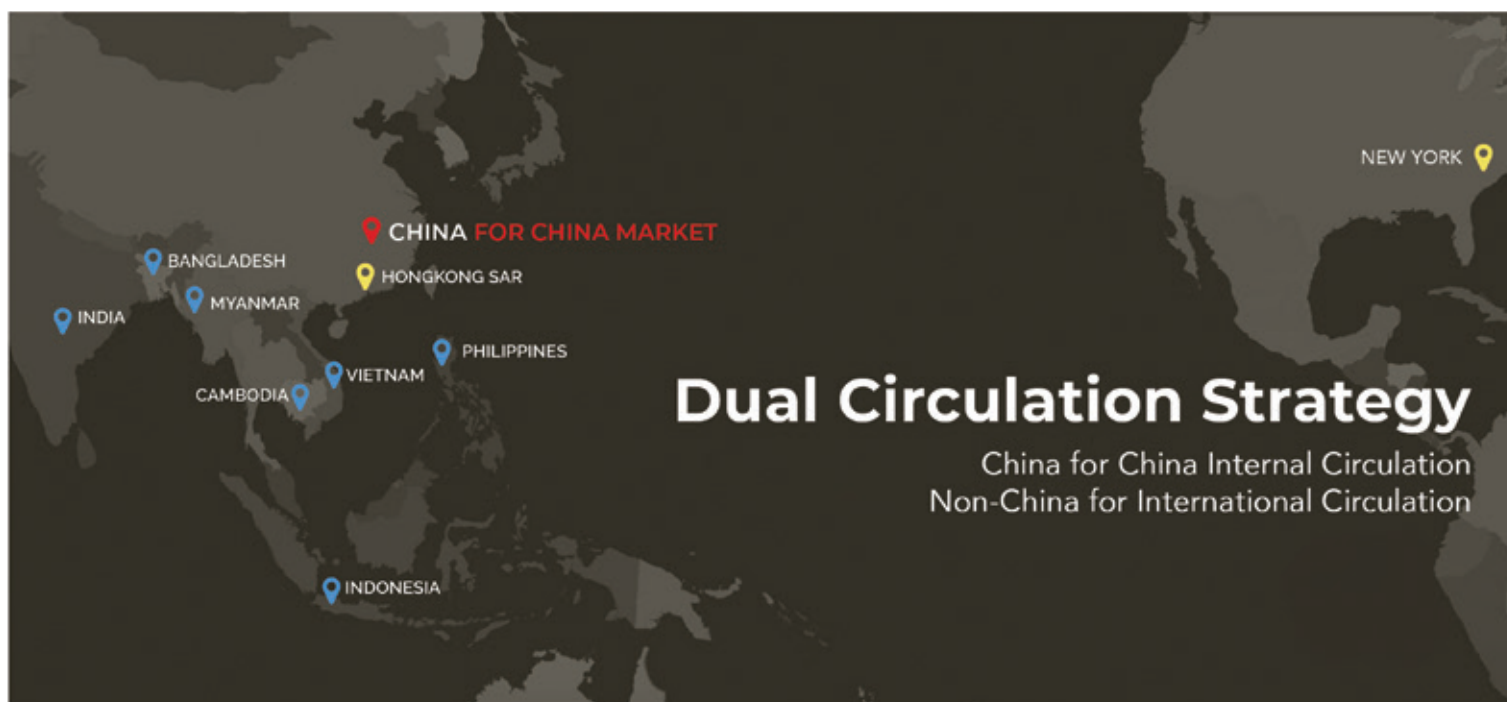 NEW YORK
CHINA FOR CHINA MARKET
BANGLADESH
HONGKONG SAR
MYANMAR
INDIA
PHILIPPINES
VIETNAM
CAMBODIA
Dual Circulation Strategy
China for China Internal Circulation
Non-China for International Circulation
INDONESIA